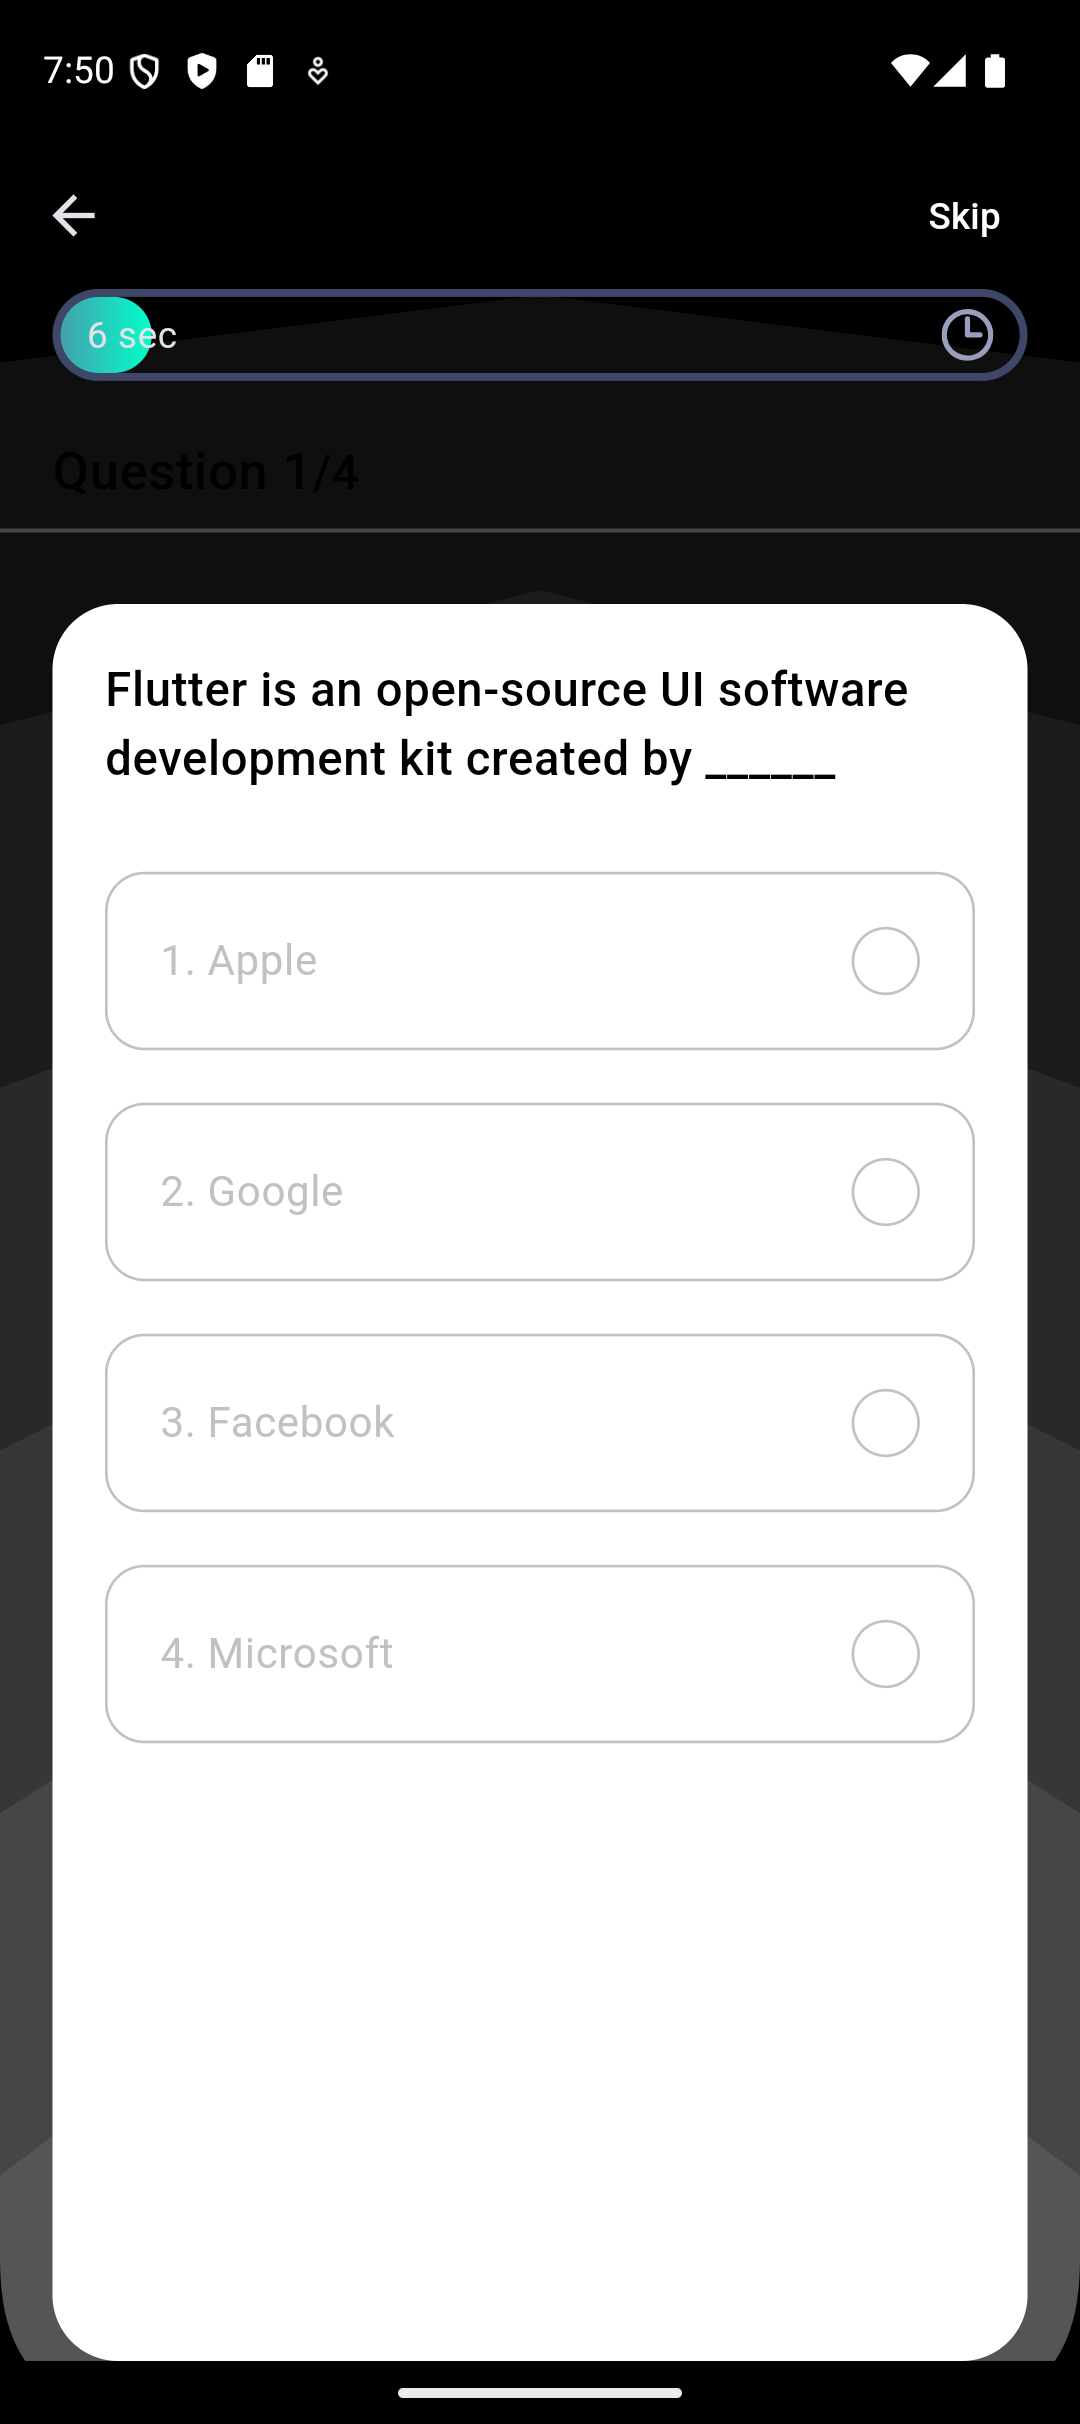 7:50
Skip
6 sec
Question 1/4
Flutter is an open-source UI software
development kit created by ______
1. Apple
2. Google
3. Facebook
4. Microsoft